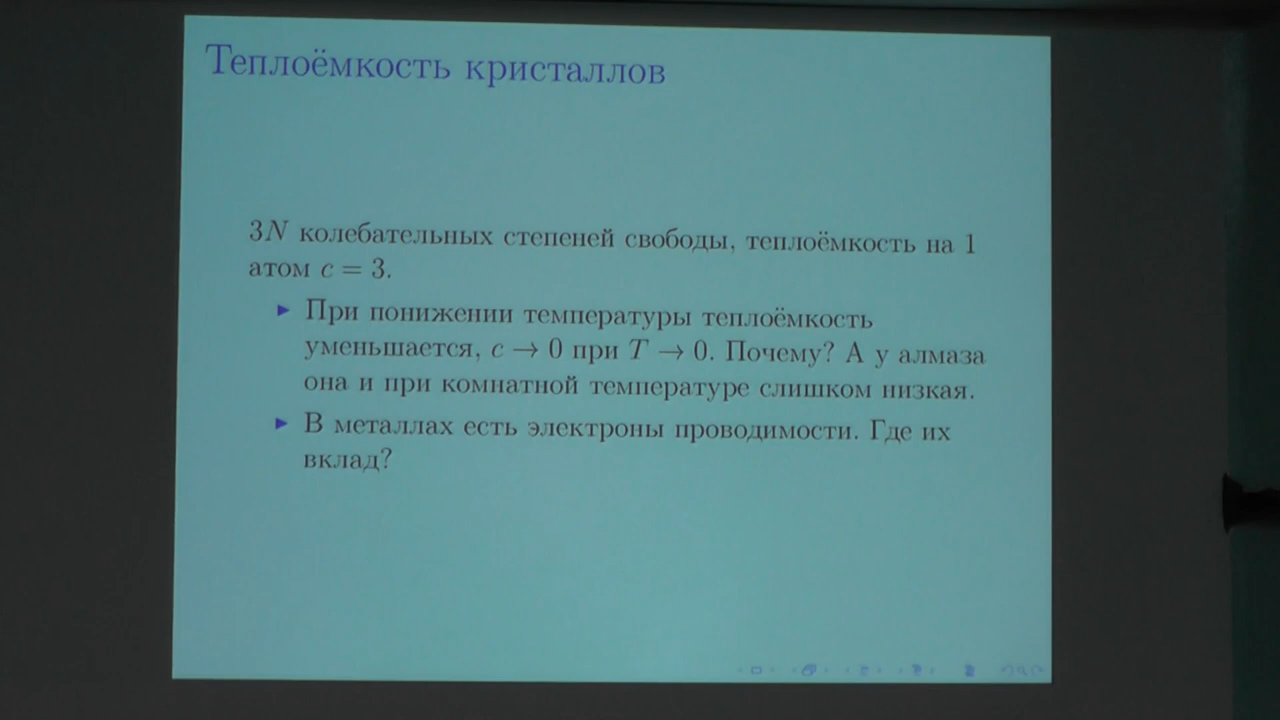 Теплоёмкость кристаллов
3N колебательных степеней свободы, теплоёмкость на 1
атом c = 3.
▶ При понижении температуры теплоёмкость
уменьшается, c → 0 при T → 0. Почему? А у алмаза
она и при комнатной температуре слишком низкая.
▶ В металлах есть электроны проводимости. Где их
вклад?